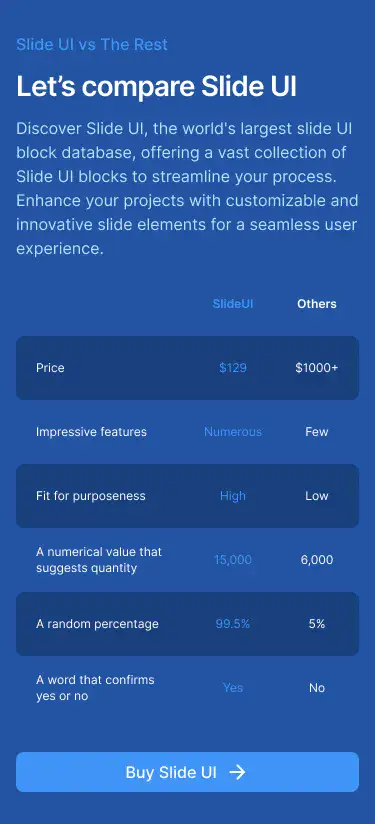 Slide UI vs The Rest
Let’s compare Slide UI
Discover Slide UI, the world's largest slide UI
block database, offering a vast collection of
Slide UI blocks to streamline your process.
Enhance your projects with customizable and
innovative slide elements for a seamless user
experience.
SlideUI Others
Price $129 $1000+
Impressive features Numerous Few
Fit for purposeness High Low
A numerical value that
suggests quantity 15,000 6,000
A random percentage 99.5% 5%
A word that confirms
yes or no Yes No
Buy Slide UI →